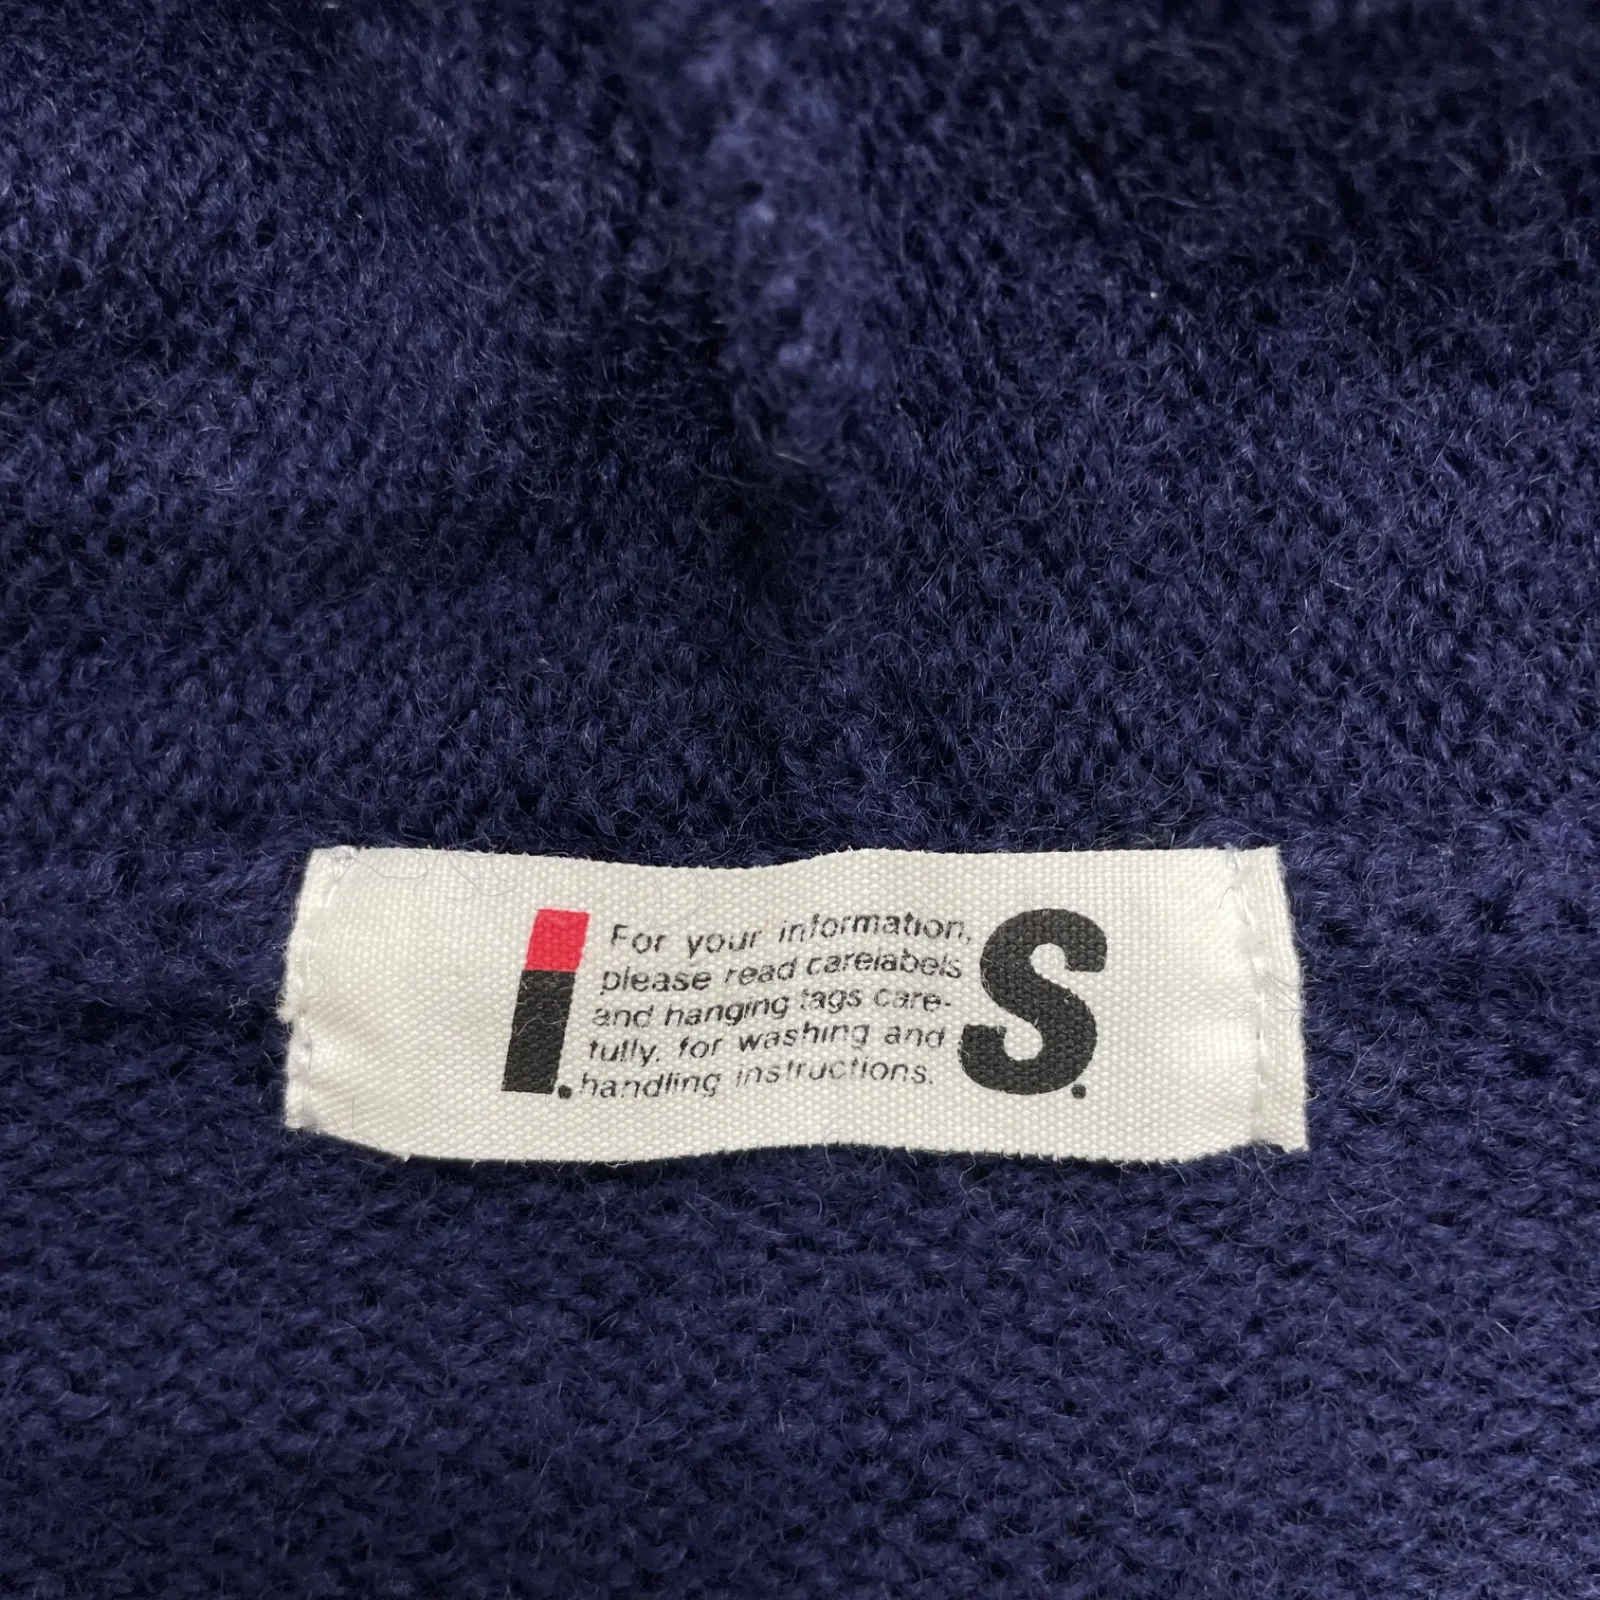 I.S.
For your information,
please read carelabels
and hanging tags care-
fully. for washing and
handling instructions.